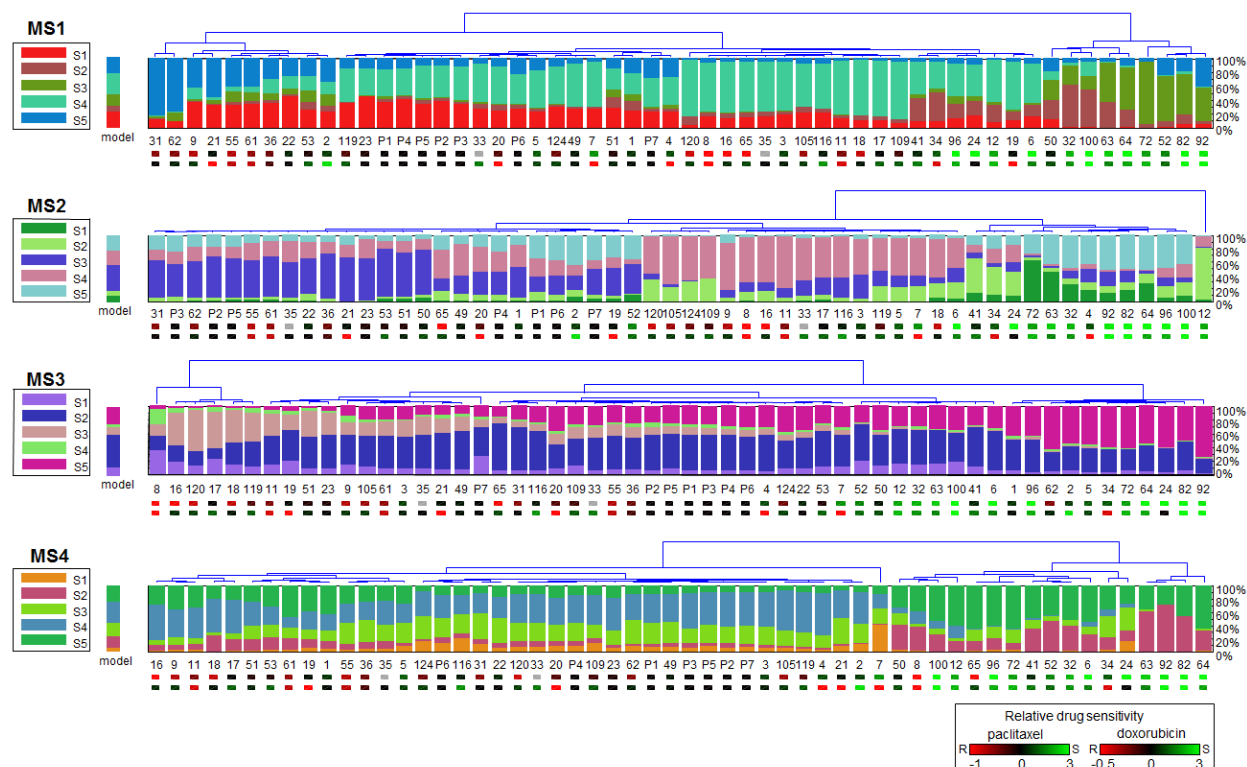 MS1
S1
S2
S3
S4
S5
model
100%
80%
60%
40%
20%
0%
31 62 9 21 55 61 36 22 53 2 119 23 P1 P4 P5 P2 P3 33 20 P6 5 124 49 7 51 1 P7 4 120 8 16 65 35 3 105 116 11 18 17 109 41 34 96 24 12 19 6 50 32 100 63 64 72 52 82 92
MS2
S1
S2
S3
S4
S5
model
100%
80%
60%
40%
20%
0%
31 P3 62 P2 P5 55 61 35 22 36 21 23 53 51 50 65 49 20 P4 1 P1 P6 2 P7 19 52 120 105 124 109 9 8 16 11 33 17 116 3 119 5 7 18 6 41 34 24 72 63 32 4 92 82 64 96 100 12
MS3
S1
S2
S3
S4
S5
model
100%
80%
60%
40%
20%
0%
8 16 120 17 18 119 11 19 51 23 9 105 61 3 35 21 49 P7 65 31 116 20 109 33 55 36 P2 P5 P1 P3 P4 P6 4 124 22 53 7 52 50 12 32 63 100 41 6 1 96 62 2 5 34 72 64 24 82 92
MS4
S1
S2
S3
S4
S5
model
100%
80%
60%
40%
20%
0%
16 9 11 18 17 51 53 61 19 1 55 36 35 5 124 P6 116 31 22 120 33 20 P4 109 23 62 P1 49 P3 P5 P2 P7 3 105 119 4 21 2 7 50 8 100 12 65 96 72 41 52 32 6 34 24 63 92 82 64
Relative drug sensitivity
paclitaxel doxorubicin
R S R S
-1 0 3 -0.5 0 3